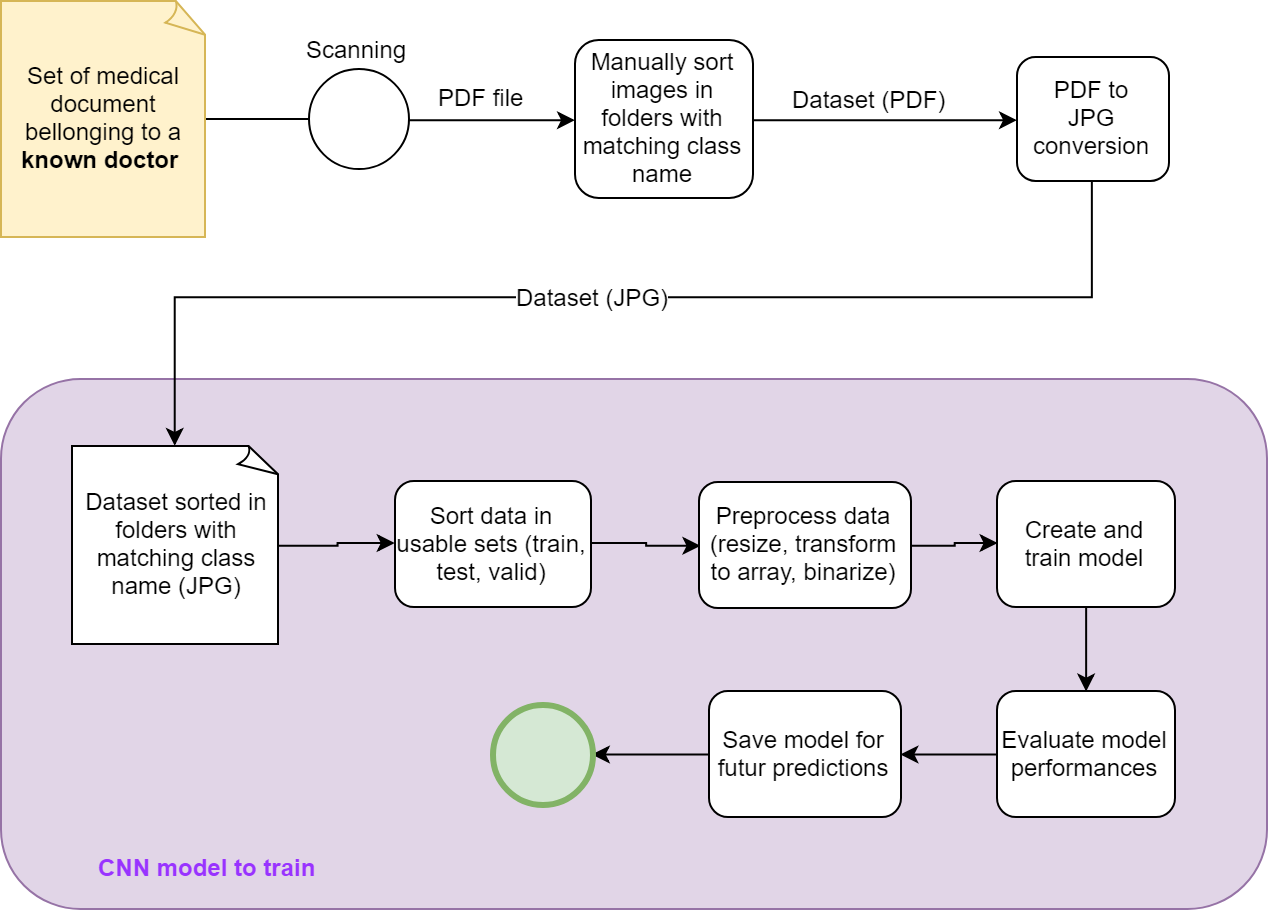 Set of medical
document
bellonging to a
known doctor
Scanning
PDF file
Manually sort
images in
folders with
matching class
name
Dataset (PDF)
PDF to
JPG
conversion
Dataset (JPG)
Dataset sorted in
folders with
matching class
name (JPG)
Sort data in
usable sets (train,
test, valid)
Preprocess data
(resize, transform
to array, binarize)
Create and
train model
Evaluate model
performances
Save model for
futur predictions
CNN model to train